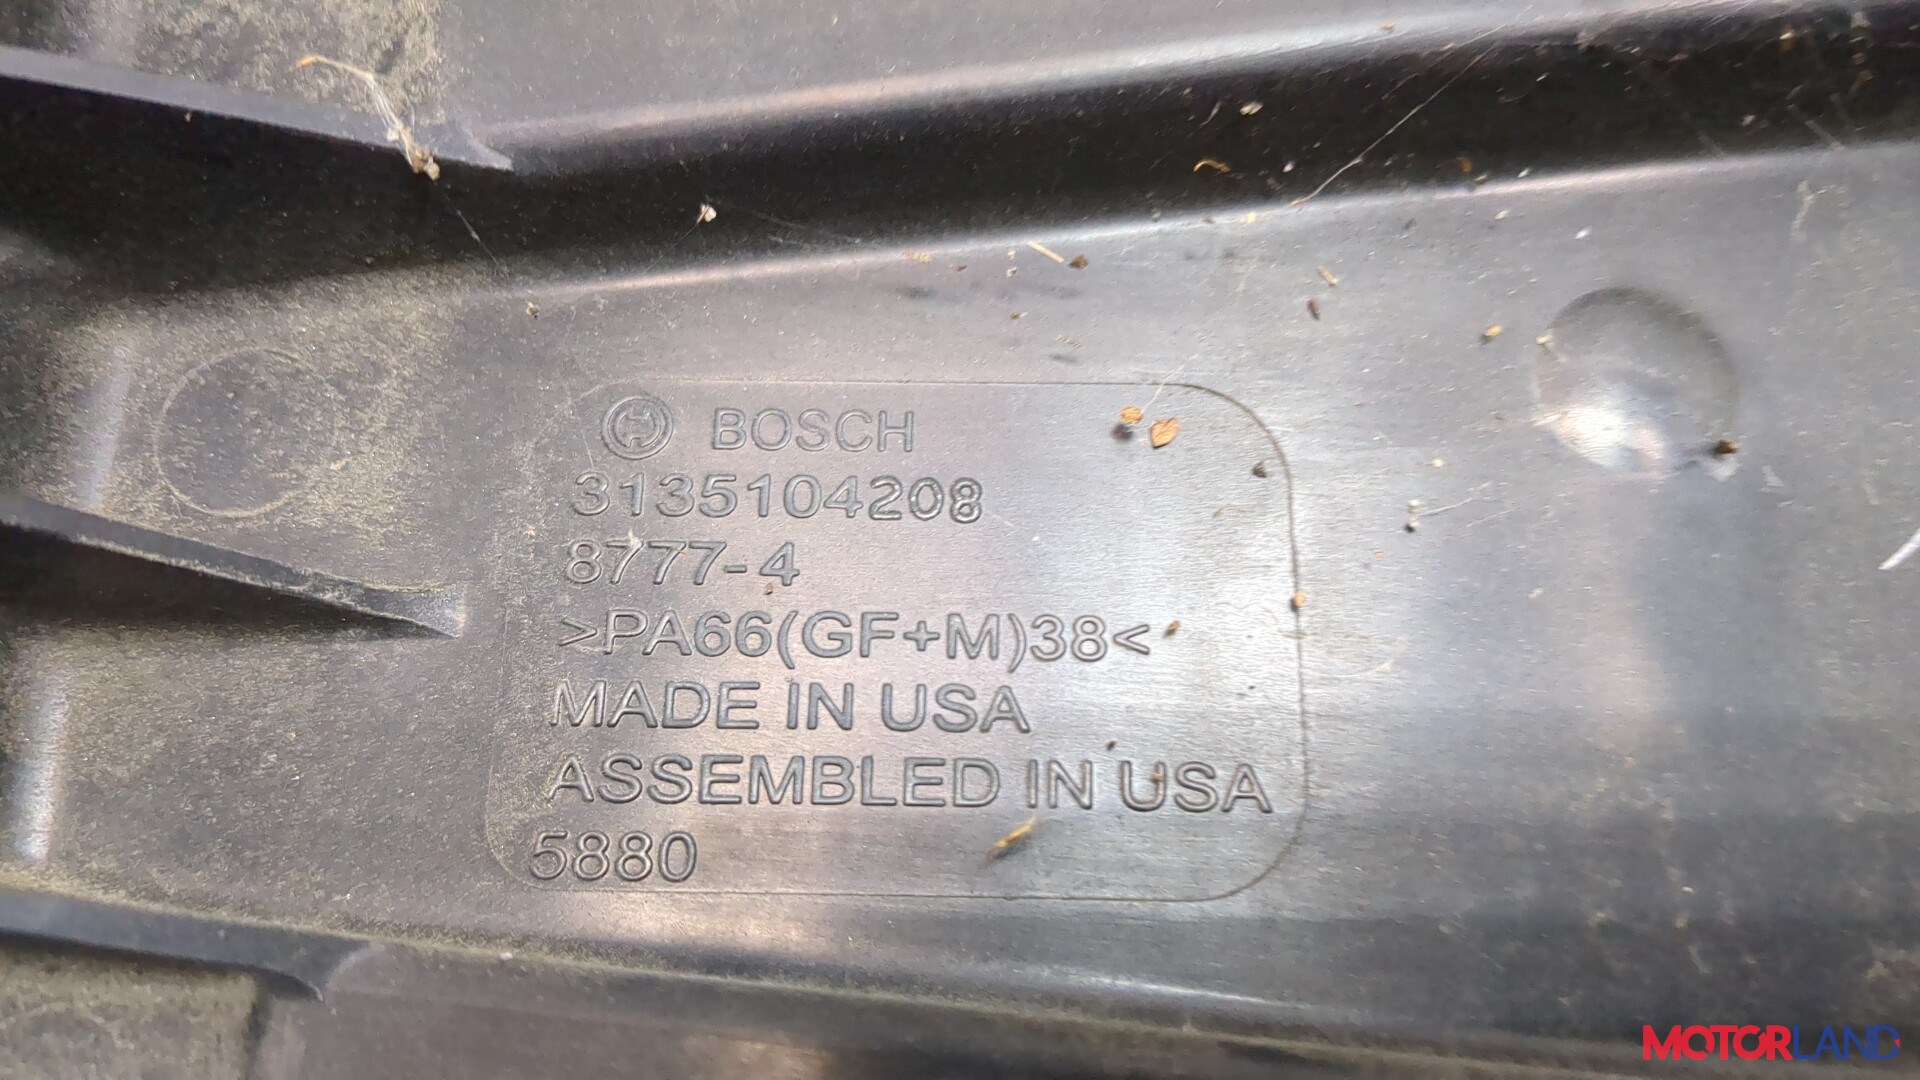 BOSCH
3135104208
8777-4
>PA66(GF+M)38<
MADE IN USA
ASSEMBLED IN USA
5880
MOTORLAND